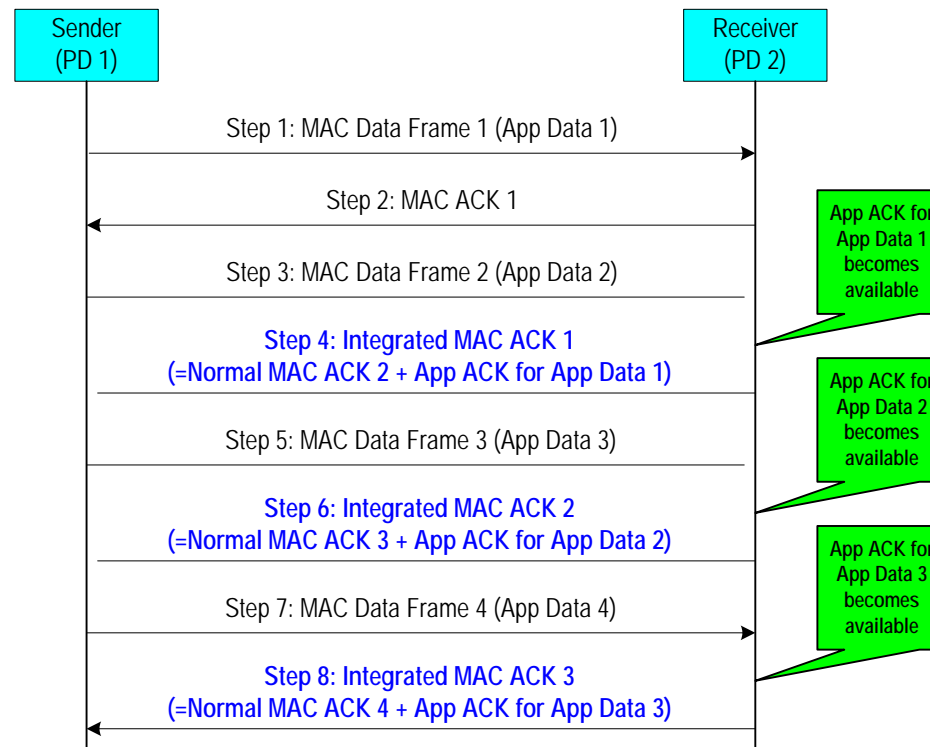 Sender
(PD 1)
Receiver
(PD 2)
Step 1: MAC Data Frame 1 (App Data 1)
Step 2: MAC ACK 1
App ACK for
App Data 1
becomes
available
Step 3: MAC Data Frame 2 (App Data 2)
Step 4: Integrated MAC ACK 1
(=Normal MAC ACK 2 + App ACK for App Data 1)
App ACK for
App Data 2
becomes
available
Step 5: MAC Data Frame 3 (App Data 3)
Step 6: Integrated MAC ACK 2
(=Normal MAC ACK 3 + App ACK for App Data 2)
App ACK for
App Data 3
becomes
available
Step 7: MAC Data Frame 4 (App Data 4)
Step 8: Integrated MAC ACK 3
(=Normal MAC ACK 4 + App ACK for App Data 3)